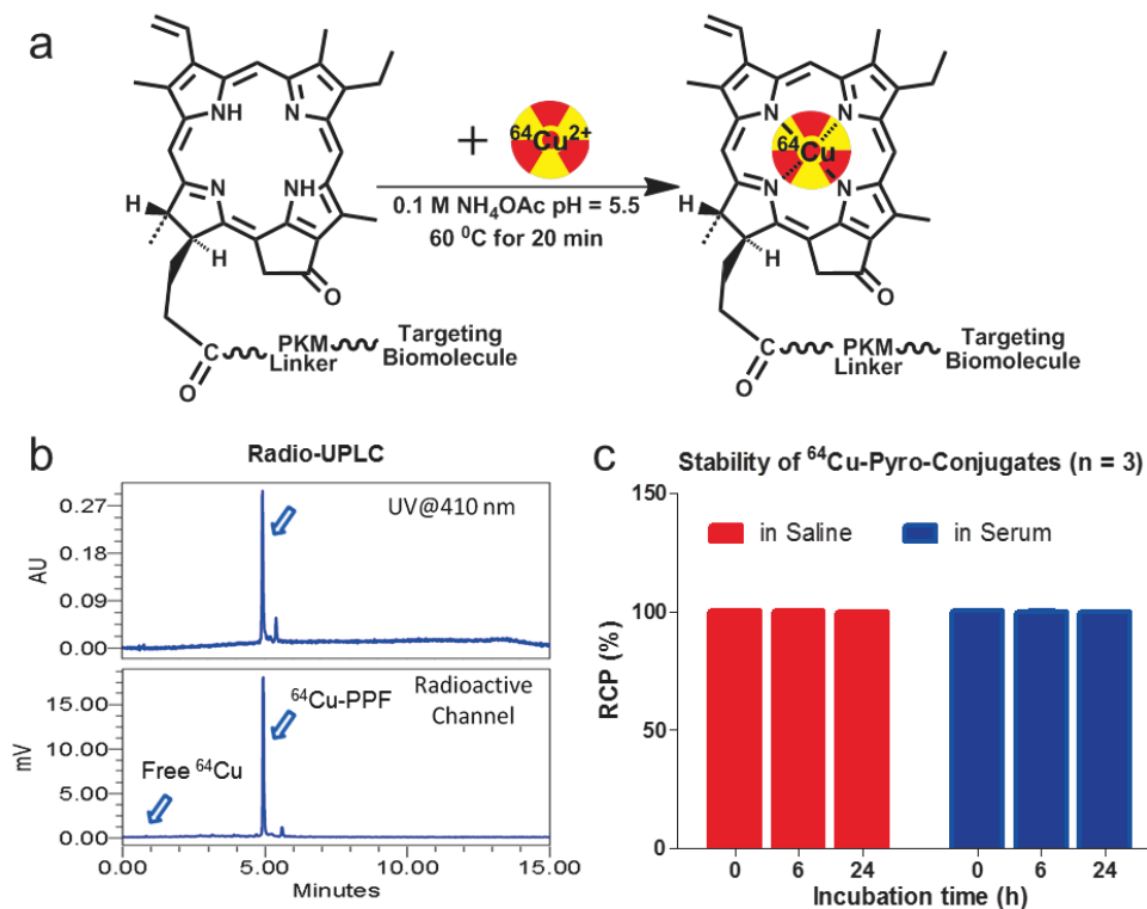 a
NH
N
N
NH
H
H
O
C
O
PKM
Linker
Targeting
Biomolecule
+ ⁶⁴Cu²⁺
0.1 M NH₄OAc pH = 5.5
60 ⁰C for 20 min
N
N
⁶⁴Cu
N
N
H
H
O
C
O
PKM
Linker
Targeting
Biomolecule
b
Radio-UPLC
UV@410 nm
AU
0.27
0.18
0.09
0.00
⁶⁴Cu-PPF
Radioactive
Channel
Free ⁶⁴Cu
mV
15.00
10.00
5.00
0.00
0.00 5.00 10.00 15.00
Minutes
c
Stability of ⁶⁴Cu-Pyro-Conjugates (n = 3)
in Saline in Serum
RCP (%)
150
100
50
0
0 6 24 0 6 24
Incubation time (h)